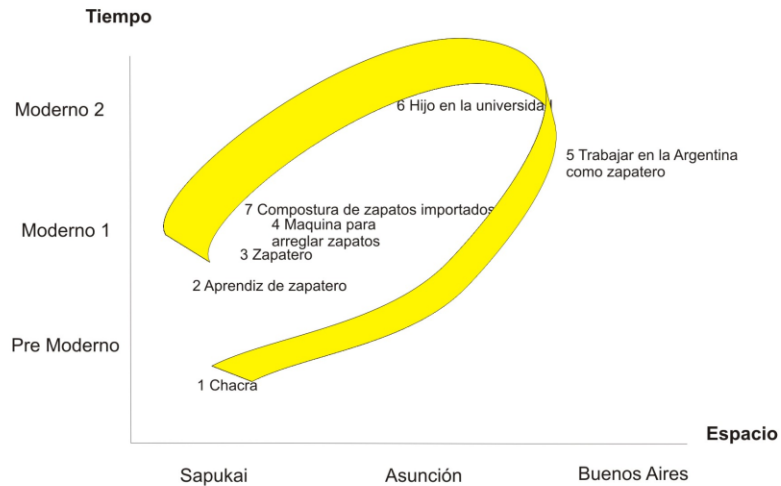 Tiempo
Moderno 2
6 Hijo en la universidad
5 Trabajar en la Argentina
como zapatero
7 Compostura de zapatos importados
Moderno 1
4 Maquina para
arreglar zapatos
3 Zapatero
2 Aprendiz de zapatero
Pre Moderno
1 Chacra
Espacio
Sapukai
Asunción
Buenos Aires